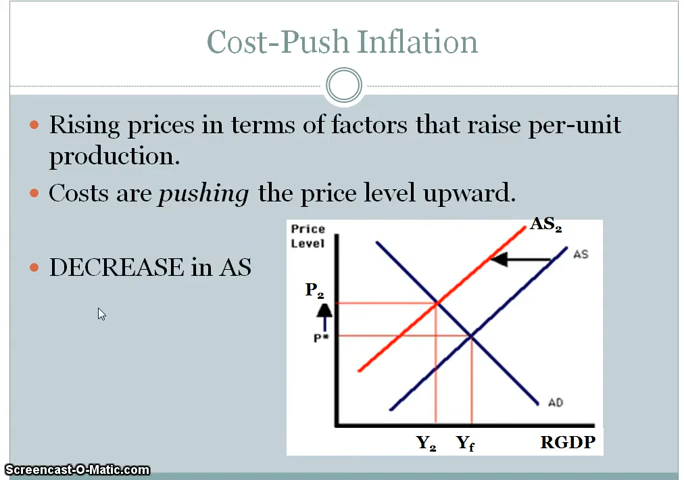 Cost-Push Inflation
Rising prices in terms of factors that raise per-unit
production.
Costs are pushing the price level upward.
DECREASE in AS
Price
Level
AS₂
AS
P₂
P*
AD
Y₂ Yf RGDP
Screencast-O-Matic.com